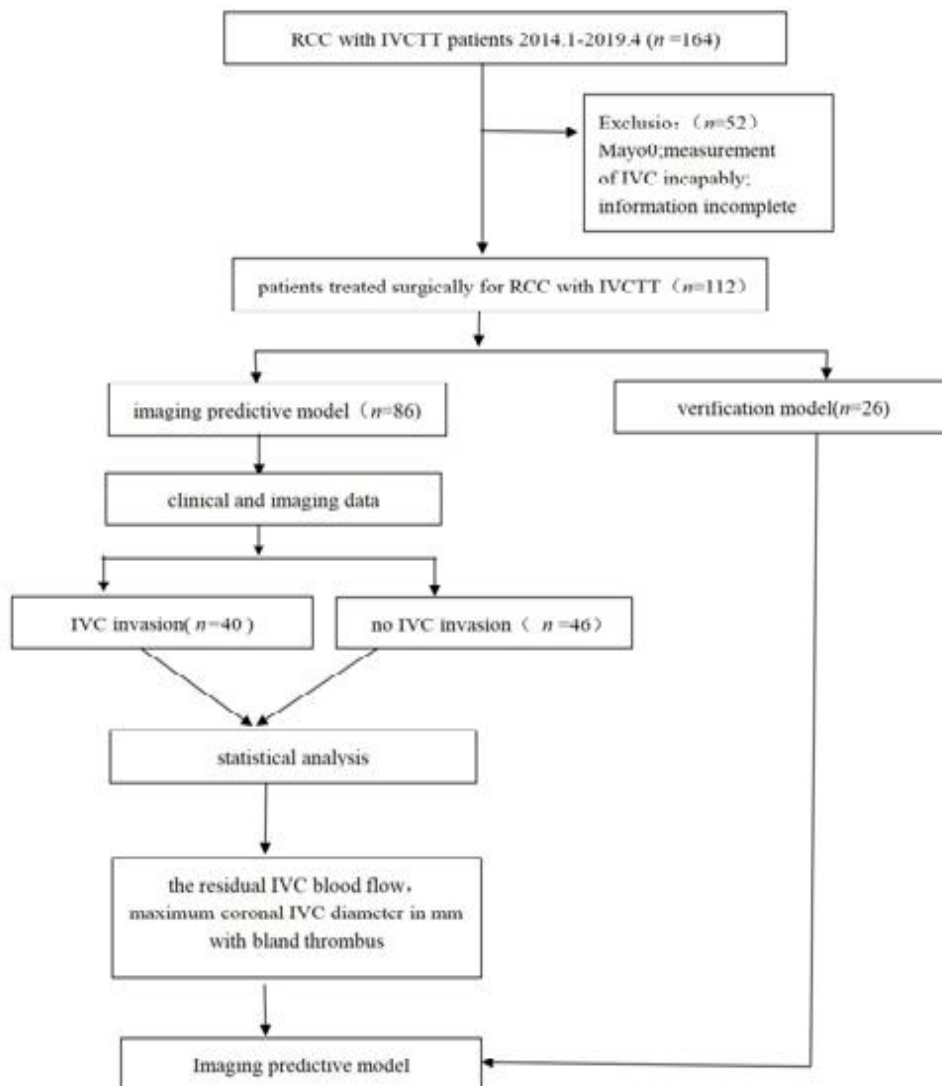 RCC with IVCTT patients 2014.1-2019.4 (n =164)
Exclusio：（n=52）
Mayo0;measurement
of IVC incapably;
information incomplete
patients treated surgically for RCC with IVCTT（n=112）
imaging predictive model（n=86)
verification model(n=26)
clinical and imaging data
IVC invasion( n=40 )
no IVC invasion（ n =46）
statistical analysis
the residual IVC blood flow，
maximum coronal IVC diameter in mm
with bland thrombus
Imaging predictive model